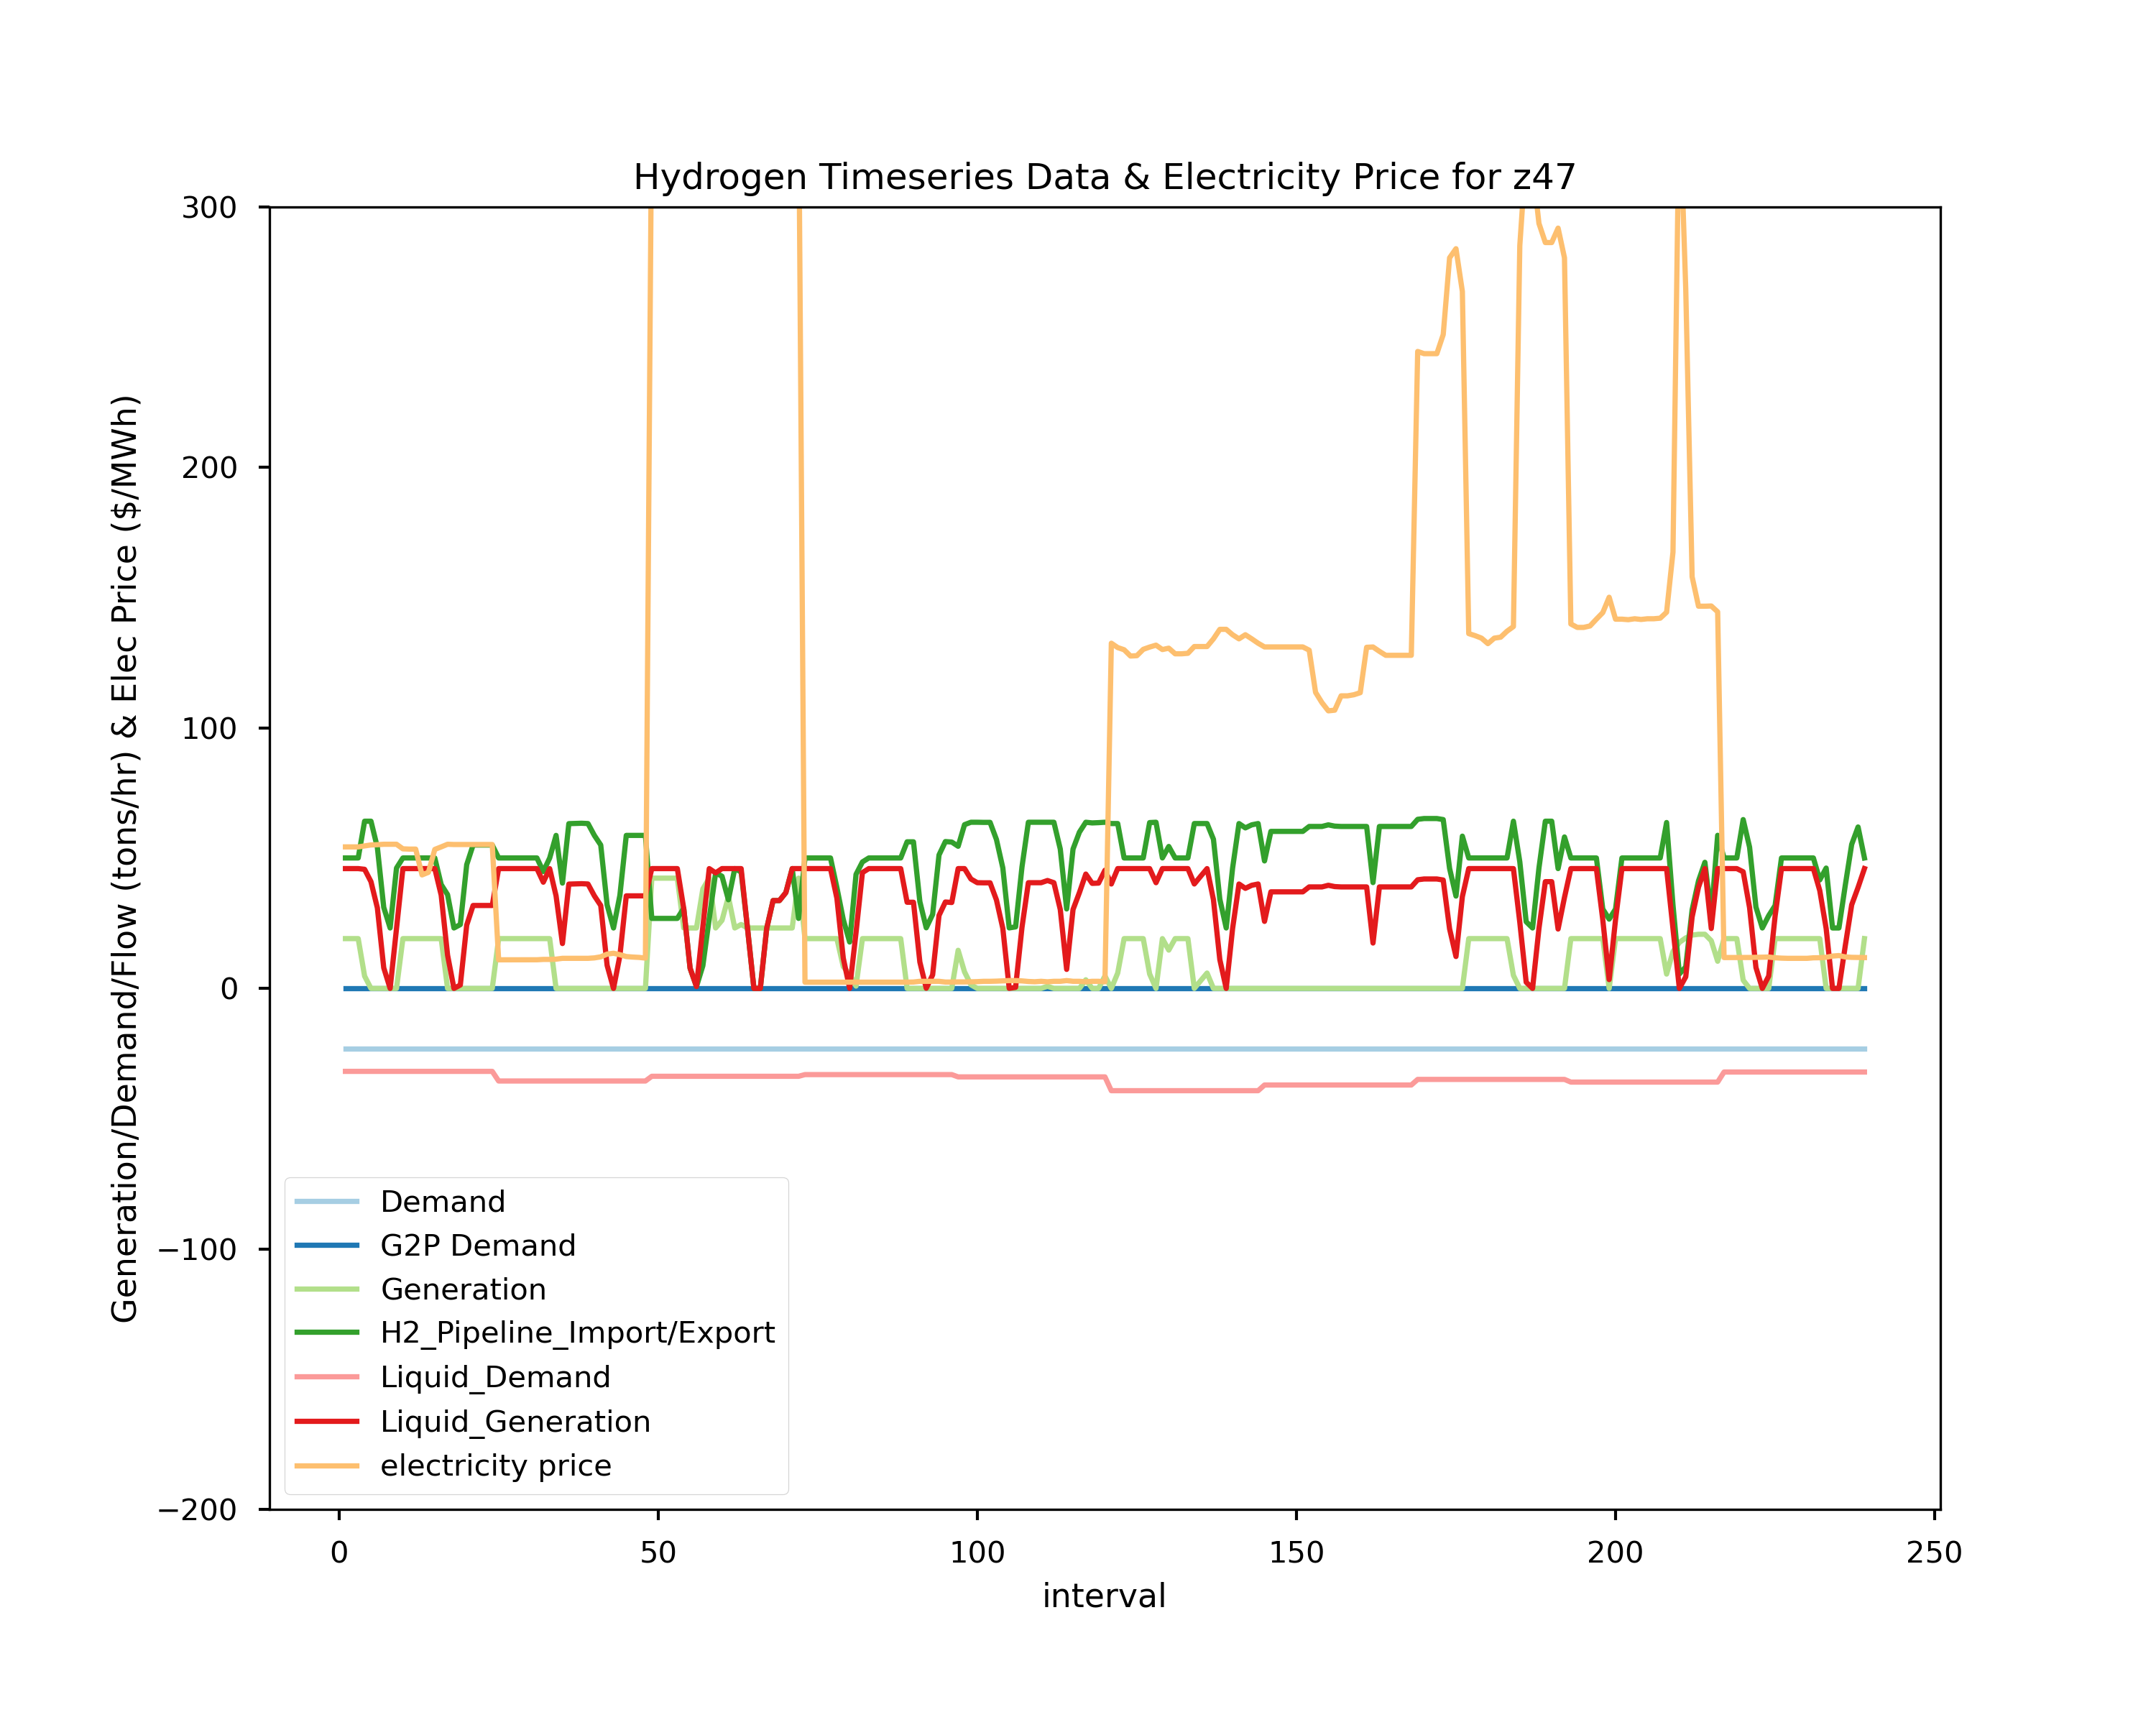 Hydrogen Timeseries Data & Electricity Price for z47
Generation/Demand/Flow (tons/hr) & Elec Price ($/MWh)
300
200
100
0
−100
−200
Demand
G2P Demand
Generation
H2_Pipeline_Import/Export
Liquid_Demand
Liquid_Generation
electricity price
0 50 100 150 200 250
interval